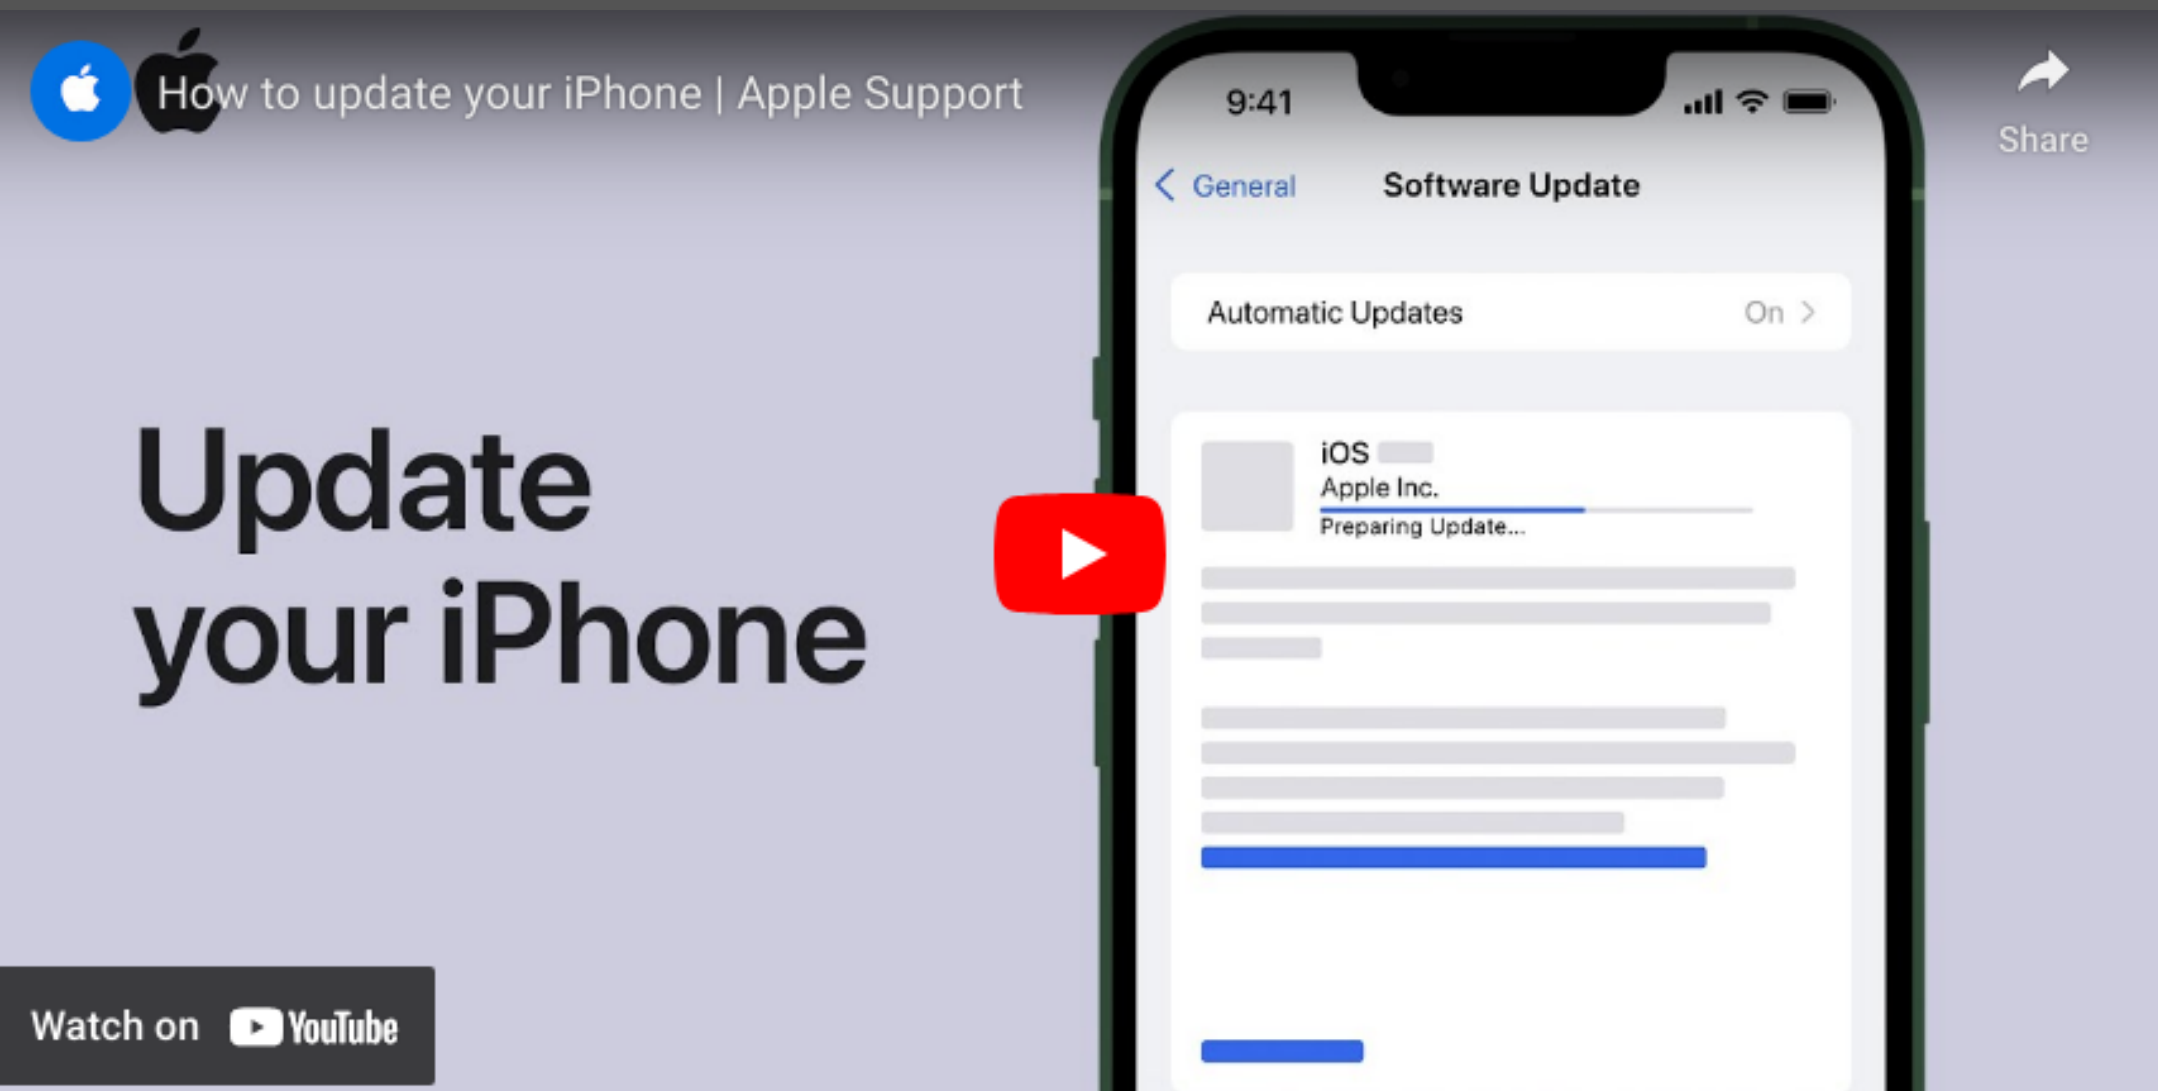 How to update your iPhone | Apple Support
Share
Update
your iPhone
9:41
General
Software Update
Automatic Updates
On
iOS
Apple Inc.
Preparing Update...
Watch on YouTube